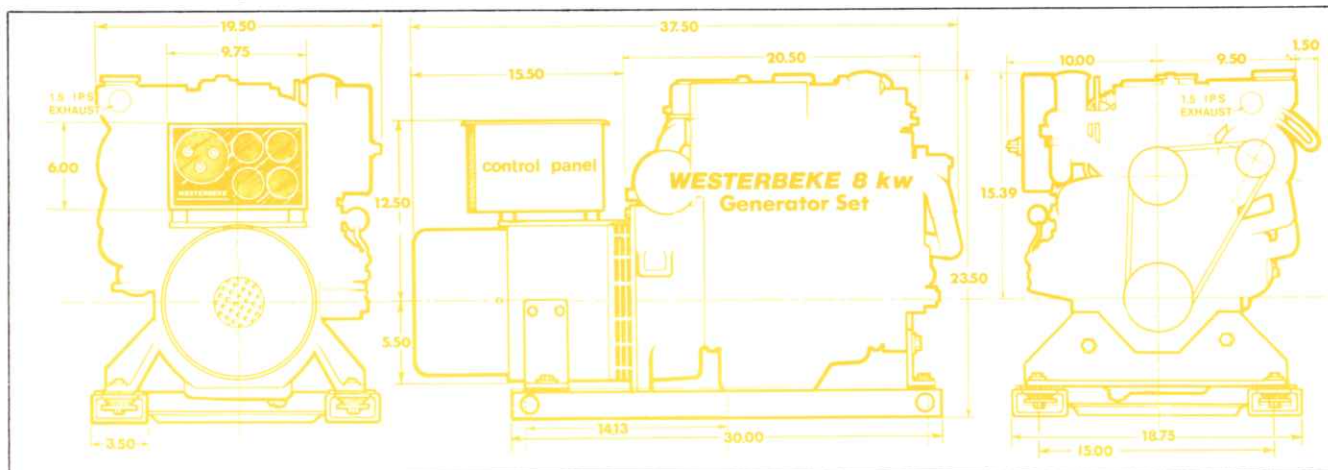 19.50
9.75
1.5 IPS
EXHAUST
6.00
WESTERBEKE
3.50
37.50
15.50
20.50
control panel
12.50
WESTERBEKE 8 kw
Generator Set
5.50
23.50
14.13
30.00
10.00
9.50
1.50
1.5 IPS
EXHAUST
15.39
18.75
15.00